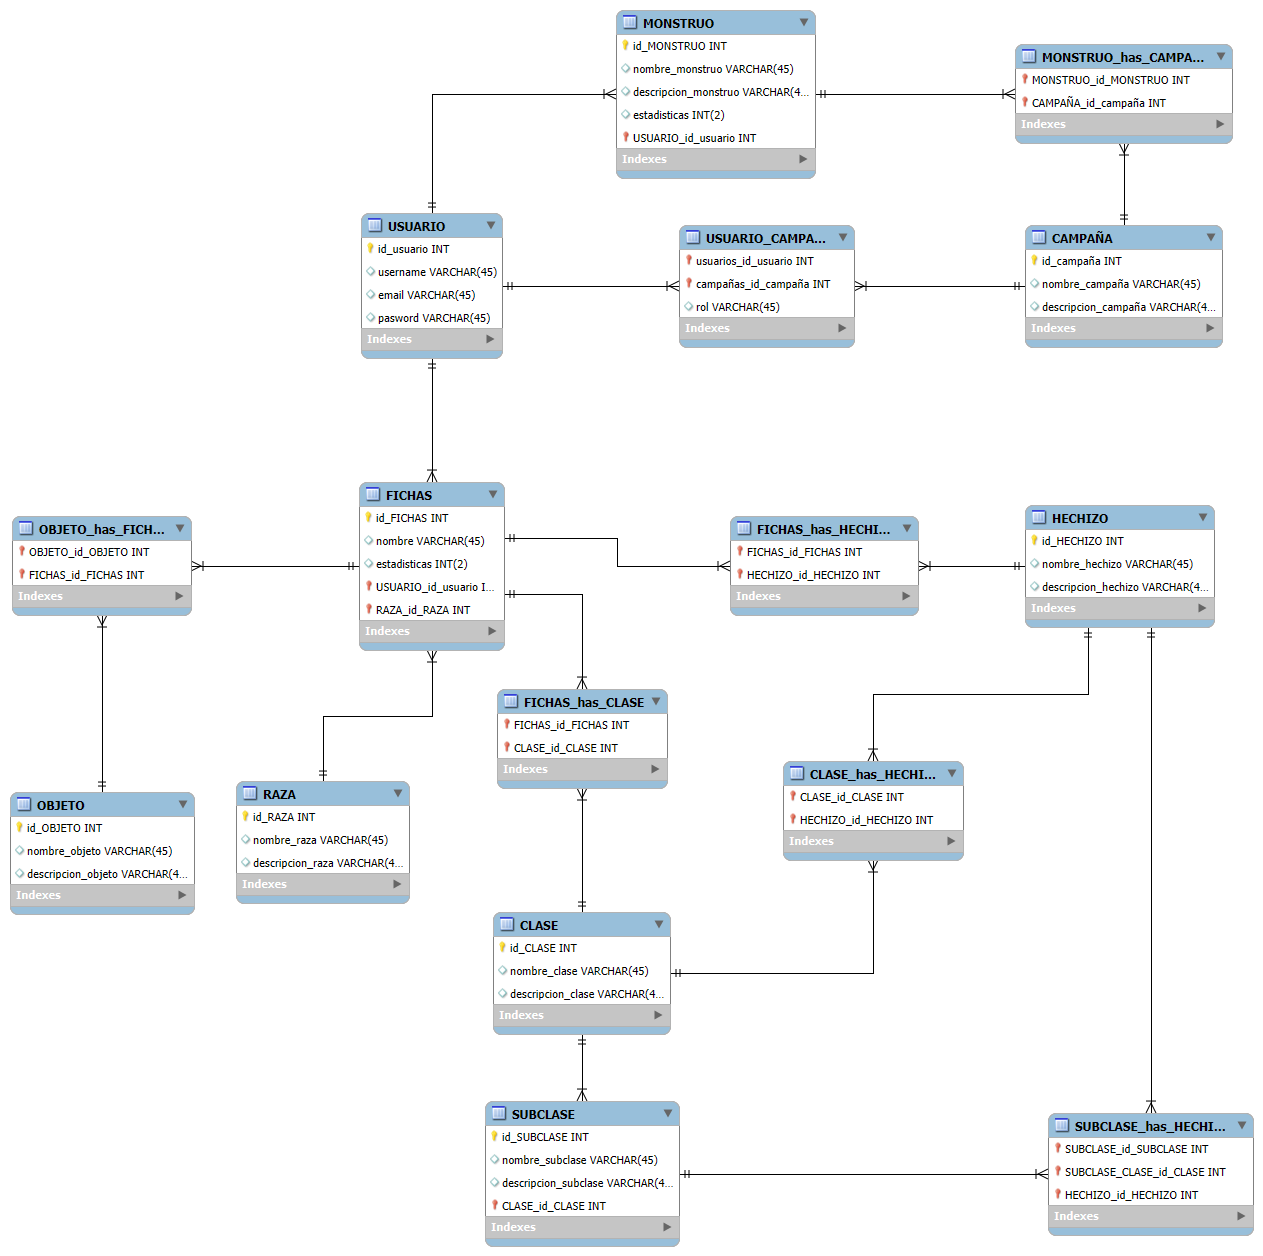 MONSTRUO
id_MONSTRUO INT
nombre_monstruo VARCHAR(45)
descripcion_monstruo VARCHAR(4...
estadisticas INT(2)
USUARIO_id_usuario INT
Indexes
MONSTRUO_has_CAMPA...
MONSTRUO_id_MONSTRUO INT
CAMPAÑA_id_campaña INT
Indexes
USUARIO
id_usuario INT
username VARCHAR(45)
email VARCHAR(45)
pasword VARCHAR(45)
Indexes
USUARIO_CAMPA...
usuarios_id_usuario INT
campañas_id_campaña INT
rol VARCHAR(45)
Indexes
CAMPAÑA
id_campaña INT
nombre_campaña VARCHAR(45)
descripcion_campaña VARCHAR(4...
Indexes
OBJETO_has_FICH...
OBJETO_id_OBJETO INT
FICHAS_id_FICHAS INT
Indexes
FICHAS
id_FICHAS INT
nombre VARCHAR(45)
estadisticas INT(2)
USUARIO_id_usuario I...
RAZA_id_RAZA INT
Indexes
FICHAS_has_HECHI...
FICHAS_id_FICHAS INT
HECHIZO_id_HECHIZO INT
Indexes
HECHIZO
id_HECHIZO INT
nombre_hechizo VARCHAR(45)
descripcion_hechizo VARCHAR(4...
Indexes
FICHAS_has_CLASE
FICHAS_id_FICHAS INT
CLASE_id_CLASE INT
Indexes
CLASE_has_HECHI...
CLASE_id_CLASE INT
HECHIZO_id_HECHIZO INT
Indexes
OBJETO
id_OBJETO INT
nombre_objeto VARCHAR(45)
descripcion_objeto VARCHAR(4...
Indexes
RAZA
id_RAZA INT
nombre_raza VARCHAR(45)
descripcion_raza VARCHAR(4...
Indexes
CLASE
id_CLASE INT
nombre_clase VARCHAR(45)
descripcion_clase VARCHAR(4...
Indexes
SUBCLASE
id_SUBCLASE INT
nombre_subclase VARCHAR(45)
descripcion_subclase VARCHAR(4...
CLASE_id_CLASE INT
Indexes
SUBCLASE_has_HECHI...
SUBCLASE_id_SUBCLASE INT
SUBCLASE_CLASE_id_CLASE INT
HECHIZO_id_HECHIZO INT
Indexes